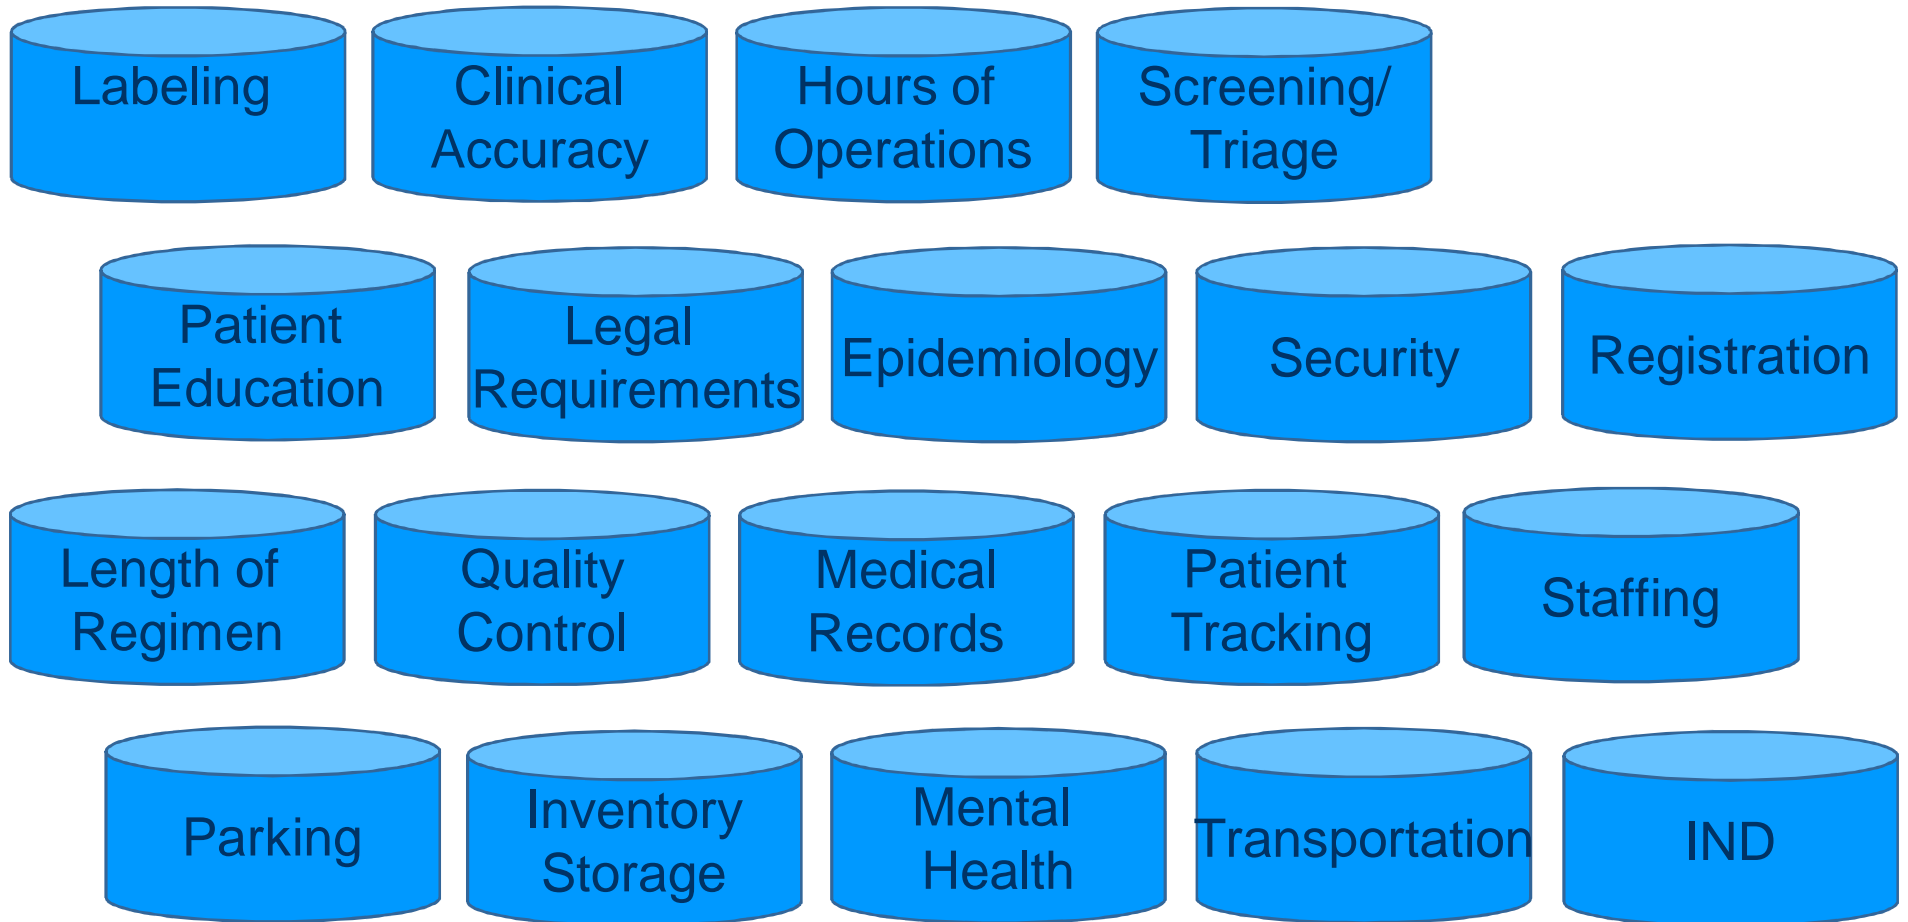 Labeling
Clinical
Accuracy
Hours of
Operations
Screening/
Triage
Patient
Education
Legal
Requirements
Epidemiology
Security
Registration
Length of
Regimen
Quality
Control
Medical
Records
Patient
Tracking
Staffing
Parking
Inventory
Storage
Mental
Health
Transportation
IND